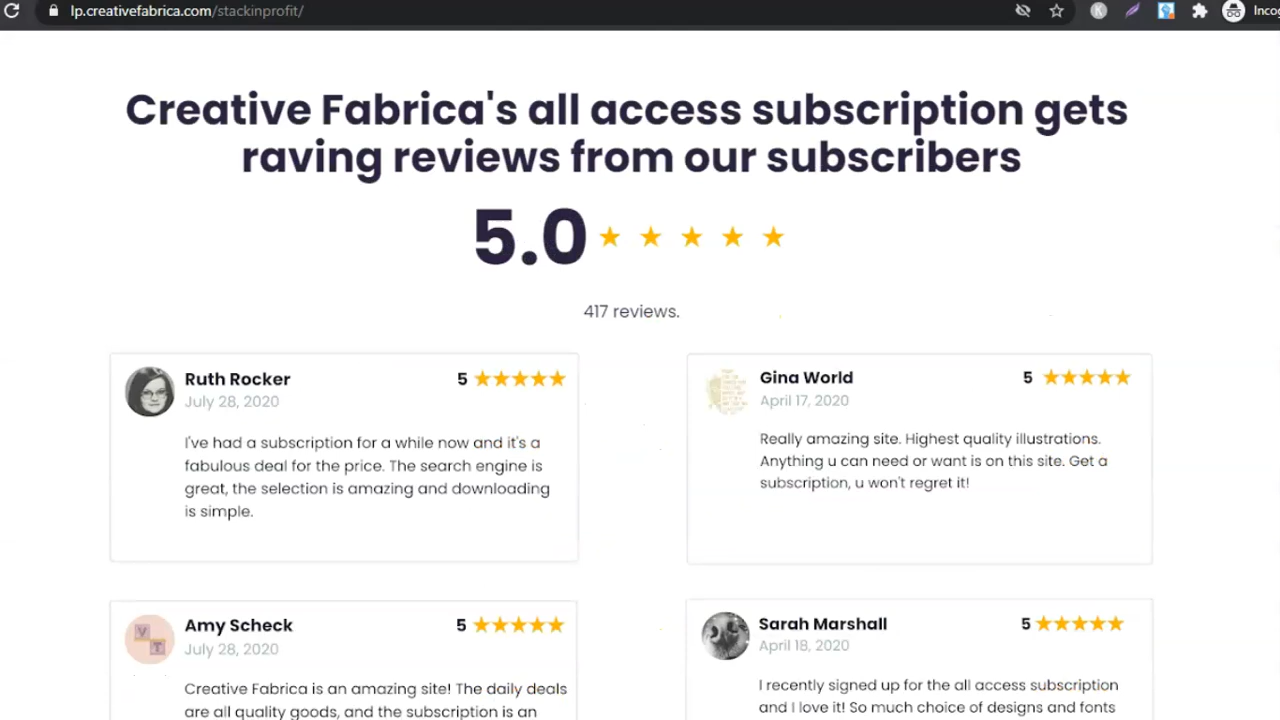 lp.creativefabrica.com/stackinprofit/
Incog
Creative Fabrica's all access subscription gets
raving reviews from our subscribers
5.0
417 reviews.
Ruth Rocker
5
July 28, 2020
I've had a subscription for a while now and it's a
fabulous deal for the price. The search engine is
great, the selection is amazing and downloading
is simple.
Gina World
5
April 17, 2020
Really amazing site. Highest quality illustrations.
Anything u can need or want is on this site. Get a
subscription, u won't regret it!
Amy Scheck
5
July 28, 2020
Creative Fabrica is an amazing site! The daily deals
are all quality goods, and the subscription is an
Sarah Marshall
5
April 18, 2020
I recently signed up for the all access subscription
and I love it! So much choice of designs and fonts